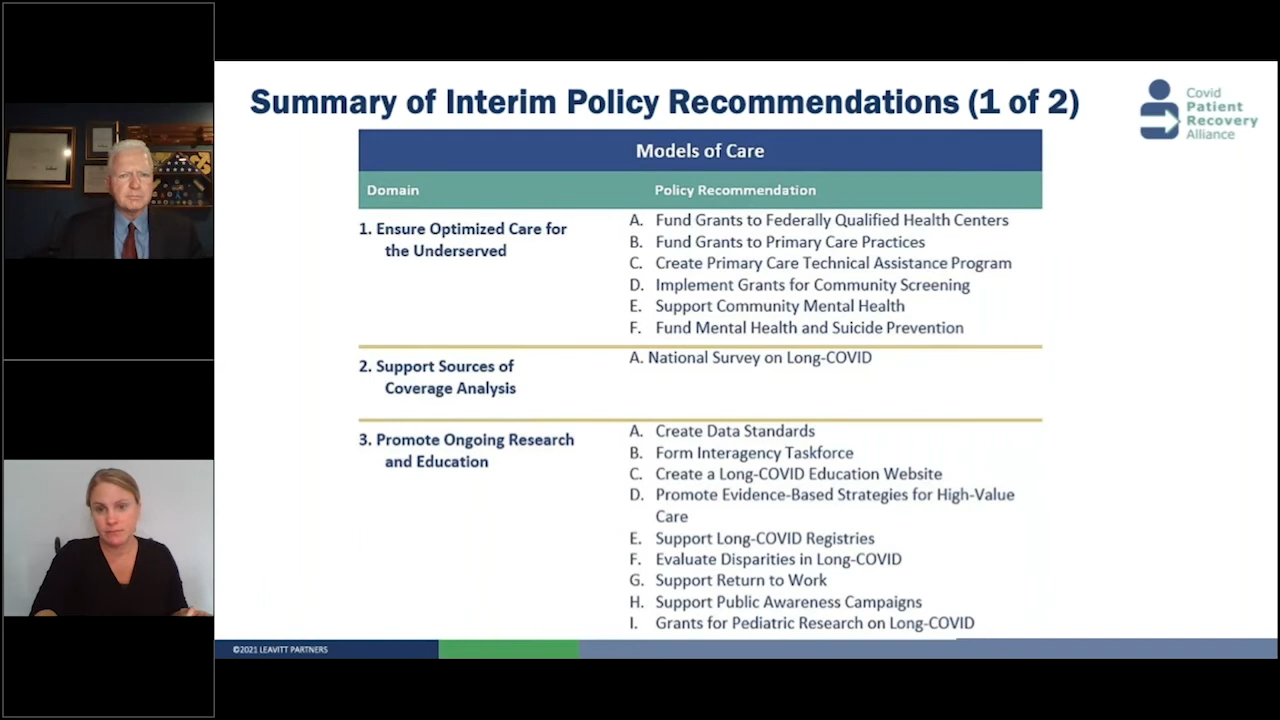 Summary of Interim Policy Recommendations (1 of 2)
Covid
Patient
Recovery
Alliance
Models of Care
Domain
Policy Recommendation
1. Ensure Optimized Care for
the Underserved
A. Fund Grants to Federally Qualified Health Centers
B. Fund Grants to Primary Care Practices
C. Create Primary Care Technical Assistance Program
D. Implement Grants for Community Screening
E. Support Community Mental Health
F. Fund Mental Health and Suicide Prevention
2. Support Sources of
Coverage Analysis
A. National Survey on Long-COVID
3. Promote Ongoing Research
and Education
A. Create Data Standards
B. Form Interagency Taskforce
C. Create a Long-COVID Education Website
D. Promote Evidence-Based Strategies for High-Value
Care
E. Support Long-COVID Registries
F. Evaluate Disparities in Long-COVID
G. Support Return to Work
H. Support Public Awareness Campaigns
I. Grants for Pediatric Research on Long-COVID
©2021 LEAVITT PARTNERS